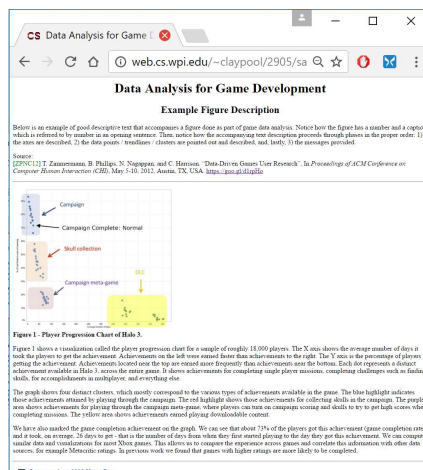 CS Data Analysis for Game D
web.cs.wpi.edu/~claypool/2905/sa
Data Analysis for Game Development
Example Figure Description
Below is an example of good descriptive text that accompanies a figure done as part of game data analysis. Notice how the figure has a number and a caption
which is referred to by number in an opening sentence. Then, notice how the accompanying text description proceeds through phases in the proper order: 1)
the axes are described, 2) the data points / trendlines / clusters are pointed out and described, and, lastly, 3) the messages provided.
Source:
[ZPNC12] T. Zammermann, B. Phillips, N. Nagappan, and C. Harrison. "Data-Driven Games User Research", In Proceedings of ACM Conference on
Computer Human Interaction (CHI), May 5-10, 2012, Austin, TX, USA.
Campaign
Campaign Complete: Normal
Skull collection
Campaign meta-game
DLC
Figure 1 - Player Progression Chart of Halo 3.
Figure 1 shows a visualization called the player progression chart for a sample of roughly 18,000 players. The X axis shows the average number of days it
took the players to get the achievement. Achievements on the left were earned faster than achievements to the right. The Y axis is the percentage of players
getting the achievement. Achievements located near the top are earned more frequently than achievements near the bottom. Each dot represents a distinct
achievement available in Halo 3, across the entire game. It shows achievements for completing single player missions, completing challenges such as finding
skulls, for accomplishments in multiplayer, and everything else.
The graph shows four distinct clusters, which mostly correspond to the various types of achievements available in the game. The blue highlight indicates
those achievements attained by playing through the campaign. The red highlight shows those achievements for collecting skulls in the campaign. The purple
area shows achievements for playing through the campaign meta-game, where players can turn on campaign scoring and skulls to try to get high scores when
completing missions. The yellow area shows achievements earned playing downloadable content.
We have also marked the game completion achievement on the graph. We can see that about 73% of the players got this achievement (game completion rate)
and it took, on average, 26 days to get - that is the number of days from when they first started playing to the day they got this achievement. We can compute
similar data and visualizations for most Xbox games. This allows us to compare across games and correlate this information with other data
sources, for example Metacritic ratings. In previous work we found that games with higher ratings are more likely to be completed.